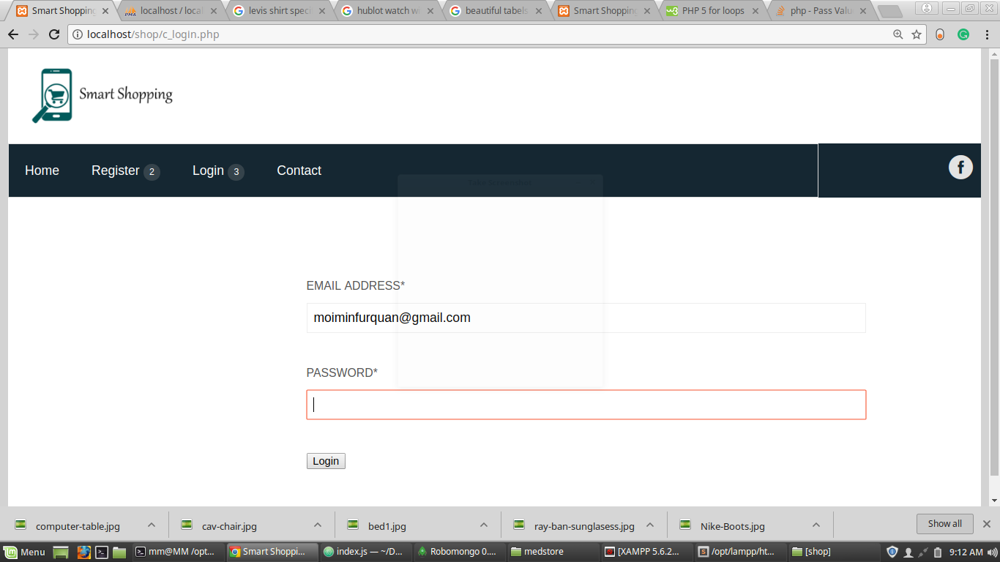 Smart Shopping
localhost / local
levis shirt speci
hublot watch w
beautiful tabels
Smart Shopping
PHP 5 for loops
php - Pass Valu
localhost/shop/c_login.php
Smart Shopping
Home
Register 2
Login 3
Contact
EMAIL ADDRESS*
moiminfurquan@gmail.com
PASSWORD*
Login
computer-table.jpg
cav-chair.jpg
bed1.jpg
ray-ban-sunglasess.jpg
Nike-Boots.jpg
Show all
Menu
mm@MM /opt...
Smart Shoppi...
index.js — ~/D...
Robomongo 0....
medstore
[XAMPP 5.6.2...
/opt/lampp/ht...
[shop]
9:12 AM